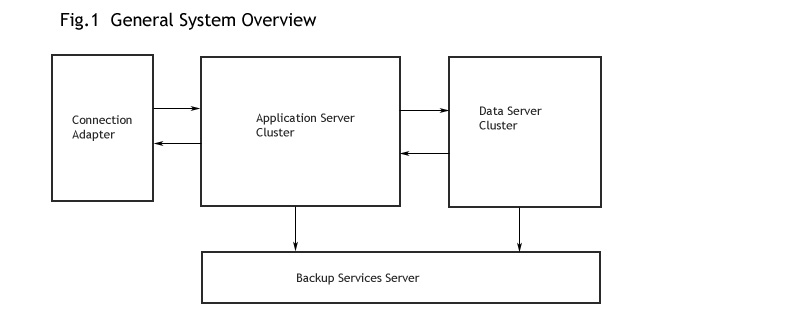 Fig.1 General System Overview
Connection
Adapter
Application Server
Cluster
Data Server
Cluster
Backup Services Server